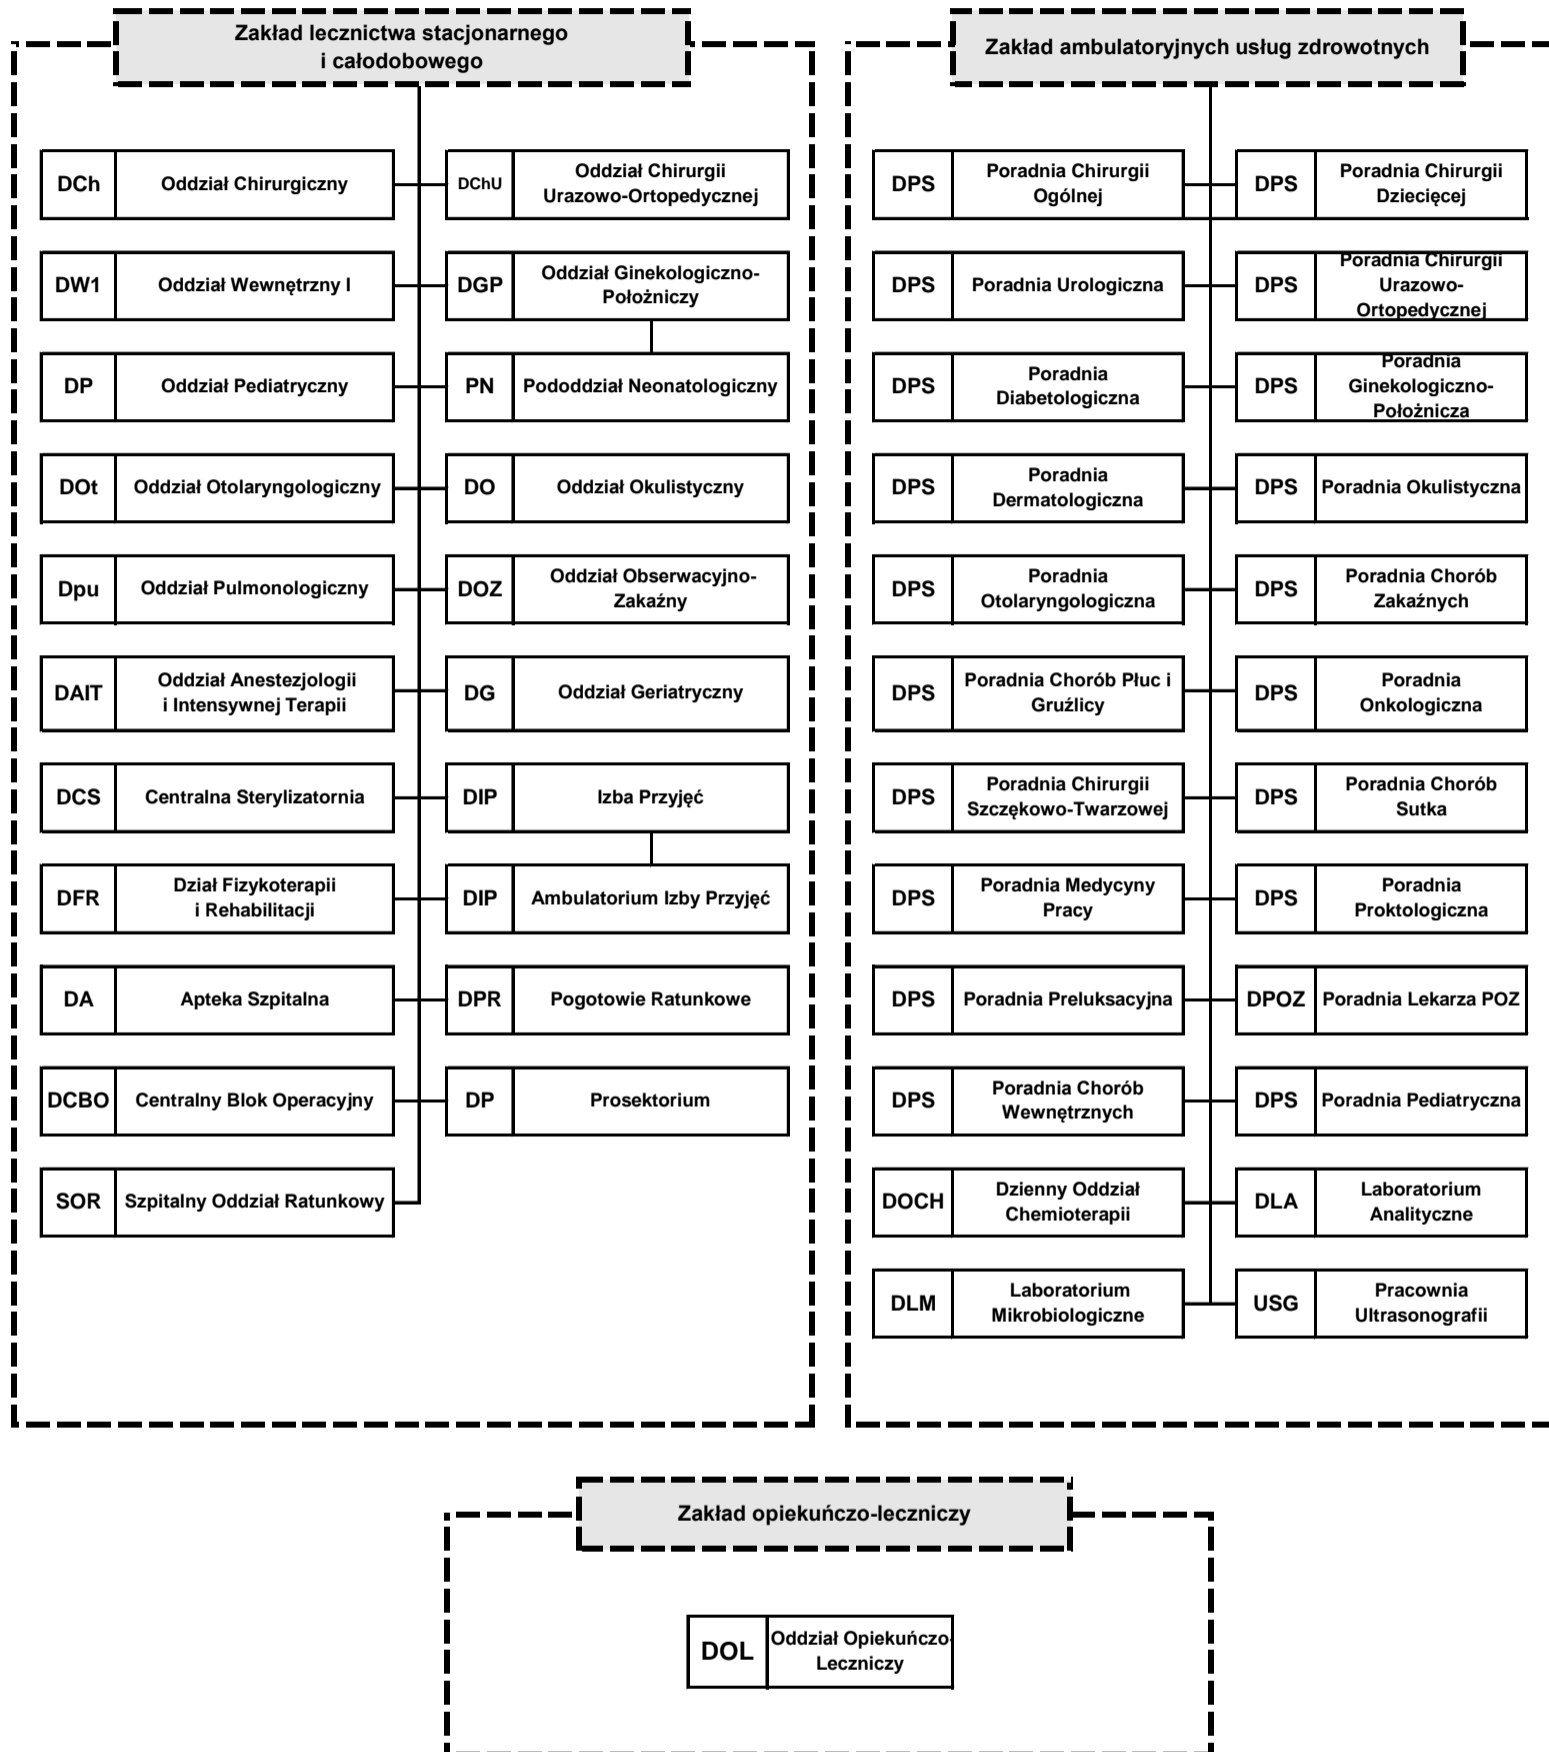 Zakład lecznictwa stacjonarnego
i całodobowego
DCh
Oddział Chirurgiczny
DChU
Oddział Chirurgii
Urazowo-Ortopedycznej
DW1
Oddział Wewnętrzny I
DGP
Oddział Ginekologiczno-
Położniczy
DP
Oddział Pediatryczny
PN
Pododdział Neonatologiczny
DOt
Oddział Otolaryngologiczny
DO
Oddział Okulistyczny
Dpu
Oddział Pulmonologiczny
DOZ
Oddział Obserwacyjno-
Zakaźny
DAIT
Oddział Anestezjologii
i Intensywnej Terapii
DG
Oddział Geriatryczny
DCS
Centralna Sterylizatornia
DIP
Izba Przyjęć
DFR
Dział Fizykoterapii
i Rehabilitacji
DIP
Ambulatorium Izby Przyjęć
DA
Apteka Szpitalna
DPR
Pogotowie Ratunkowe
DCBO
Centralny Blok Operacyjny
DP
Prosektorium
SOR
Szpitalny Oddział Ratunkowy
Zakład ambulatoryjnych usług zdrowotnych
DPS
Poradnia Chirurgii
Ogólnej
DPS
Poradnia Chirurgii
Dziecięcej
DPS
Poradnia Urologiczna
DPS
Poradnia Chirurgii
Urazowo-
Ortopedycznej
DPS
Poradnia
Diabetologiczna
DPS
Poradnia
Ginekologiczno-
Położnicza
DPS
Poradnia
Dermatologiczna
DPS
Poradnia Okulistyczna
DPS
Poradnia
Otolaryngologiczna
DPS
Poradnia Chorób
Zakaźnych
DPS
Poradnia Chorób Płuc i
Gruźlicy
DPS
Poradnia
Onkologiczna
DPS
Poradnia Chirurgii
Szczękowo-Twarzowej
DPS
Poradnia Chorób
Sutka
DPS
Poradnia Medycyny
Pracy
DPS
Poradnia
Proktologiczna
DPS
Poradnia Preluksacyjna
DPOZ
Poradnia Lekarza POZ
DPS
Poradnia Chorób
Wewnętrznych
DPS
Poradnia Pediatryczna
DOCH
Dzienny Oddział
Chemioterapii
DLA
Laboratorium
Analityczne
DLM
Laboratorium
Mikrobiologiczne
USG
Pracownia
Ultrasonografii
Zakład opiekuńczo-leczniczy
DOL
Oddział Opiekuńczo-
Leczniczy